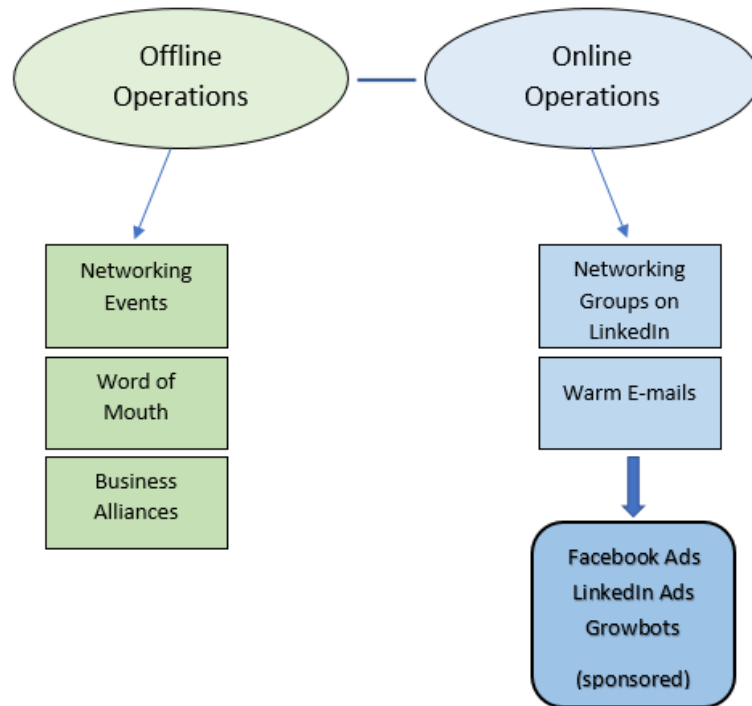 Offline
Operations
Online
Operations
Networking
Events
Word of
Mouth
Business
Alliances
Networking
Groups on
LinkedIn
Warm E-mails
Facebook Ads
LinkedIn Ads
Growbots
(sponsored)